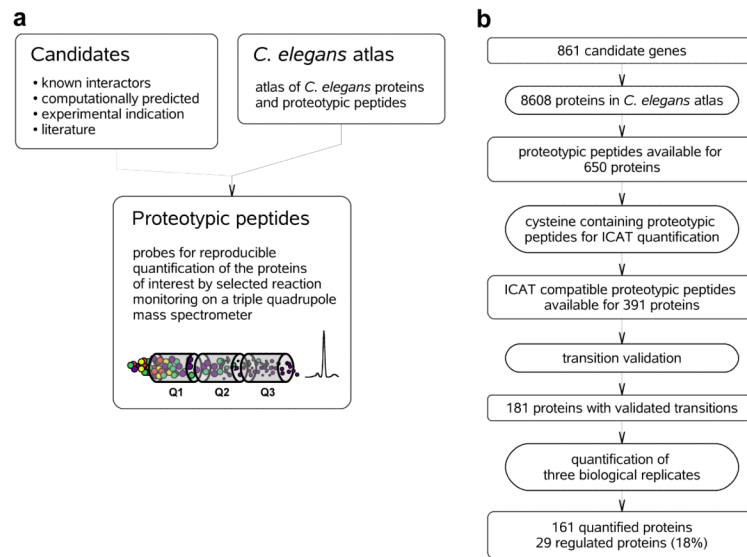 a
Candidates
• known interactors
• computationally predicted
• experimental indication
• literature
C. elegans atlas
atlas of C. elegans proteins
and proteotypic peptides
Proteotypic peptides
probes for reproducible
quantification of the proteins
of interest by selected reaction
monitoring on a triple quadrupole
mass spectrometer
Q1 Q2 Q3
b
861 candidate genes
8608 proteins in C. elegans atlas
proteotypic peptides available for
650 proteins
cysteine containing proteotypic
peptides for ICAT quantification
ICAT compatible proteotypic peptides
available for 391 proteins
transition validation
181 proteins with validated transitions
quantification of
three biological replicates
161 quantified proteins
29 regulated proteins (18%)